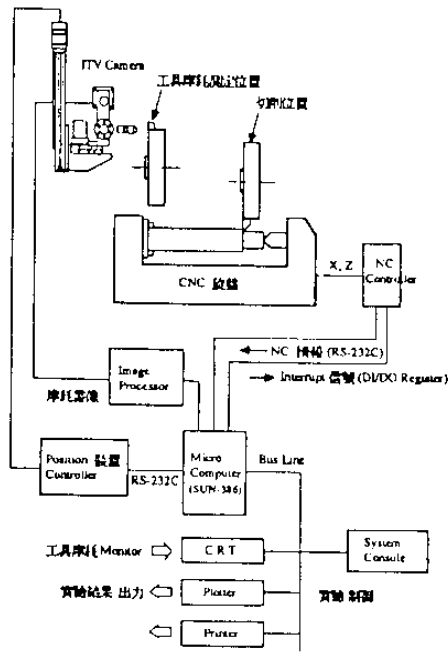 ITV Camera
工具摩耗測定位置
切削位置
CNC 旋盤
X, Z
NC
Controller
NC 情報 (RS-232C)
Interrupt 信號 (DI/DO Register)
Image
Processor
摩耗影像
Position 裝置
Controller
RS-232C
Micro
Computer
(SUN-386)
Bus Line
工具摩耗 Monitor
C R T
System
Console
實驗結果 出力
Plotter
實驗 制御
Printer